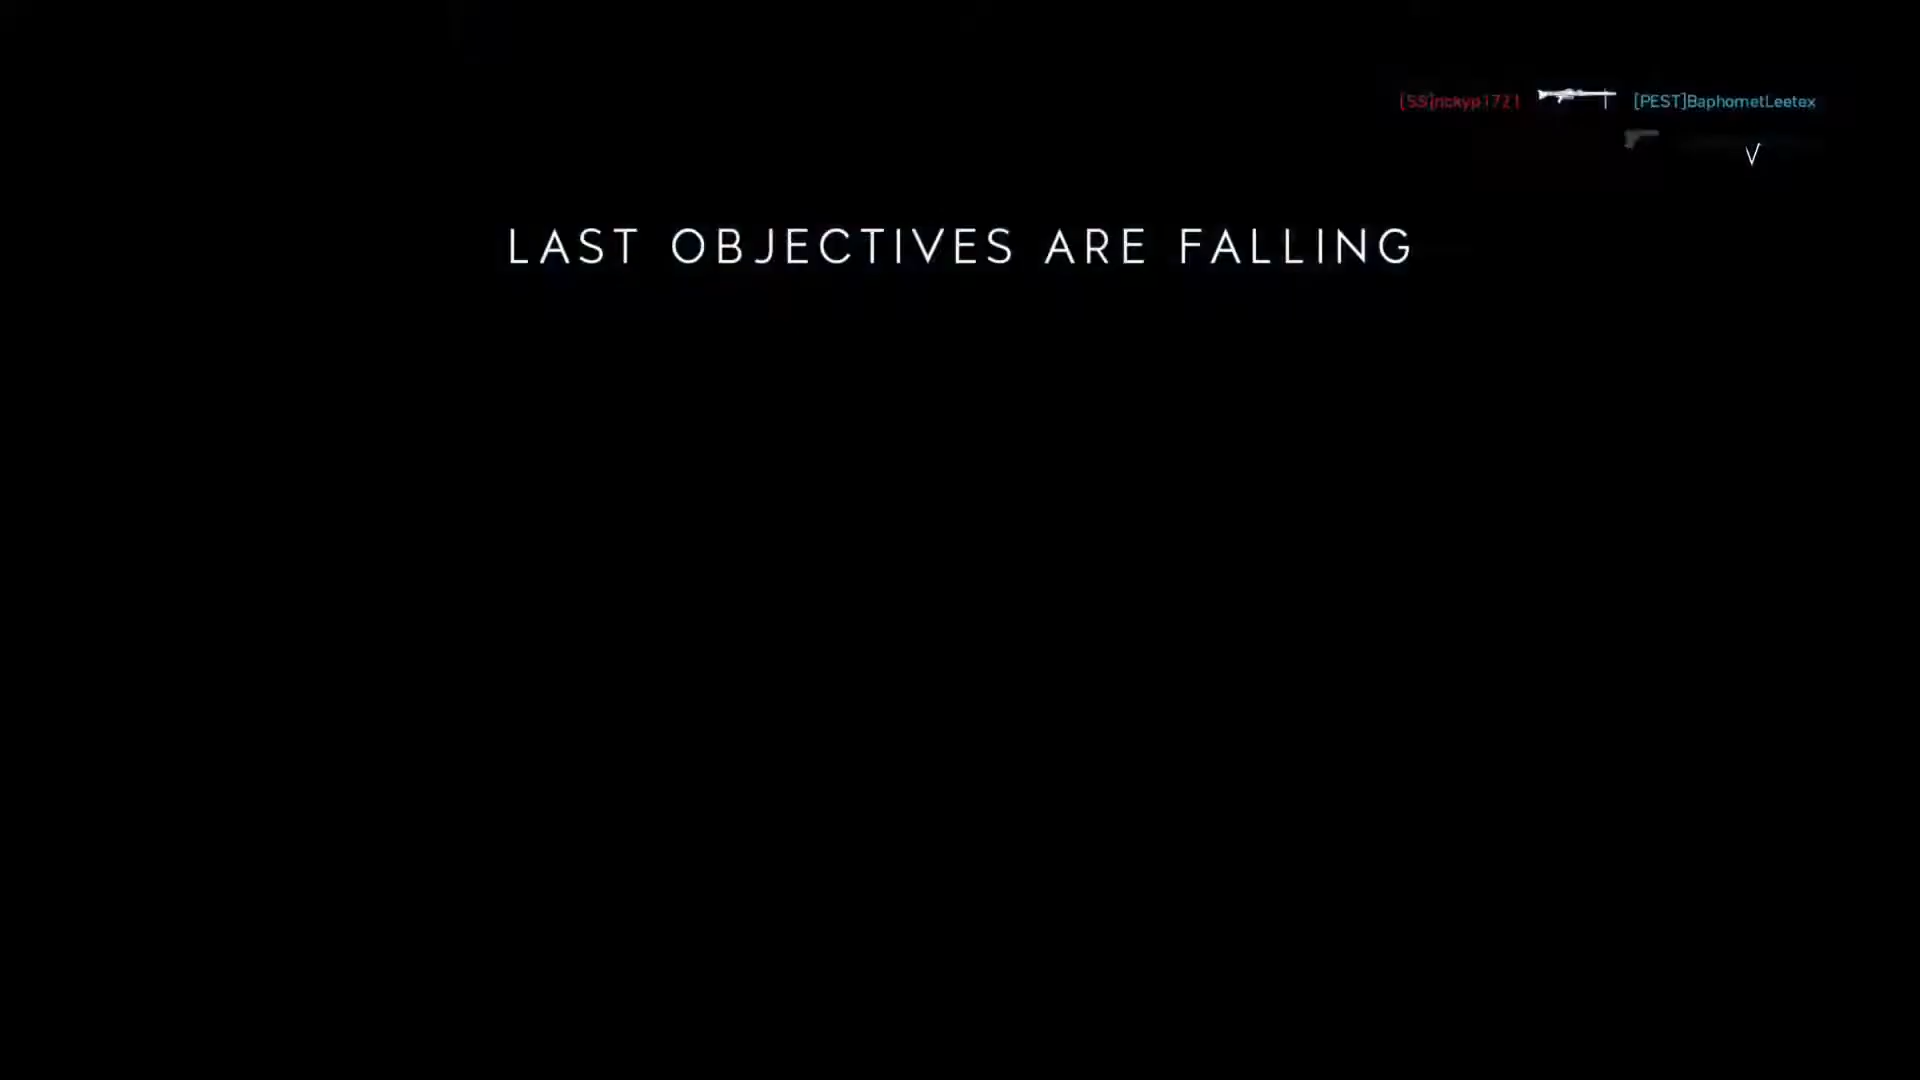 [SS]nckyp1721 [PEST]BaphometLeetex
√
LAST OBJECTIVES ARE FALLING